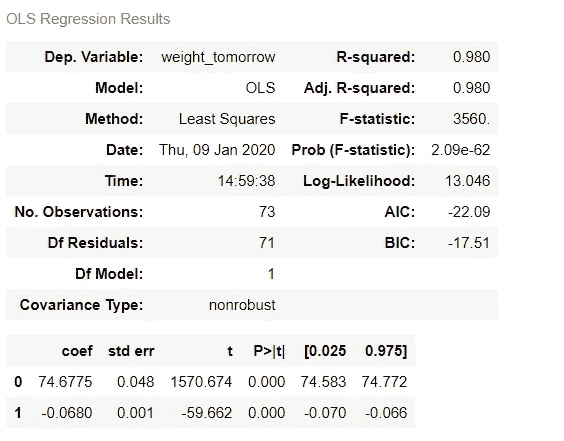 OLS Regression Results
Dep. Variable: weight_tomorrow R-squared: 0.980
Model: OLS Adj. R-squared: 0.980
Method: Least Squares F-statistic: 3560.
Date: Thu, 09 Jan 2020 Prob (F-statistic): 2.09e-62
Time: 14:59:38 Log-Likelihood: 13.046
No. Observations: 73 AIC: -22.09
Df Residuals: 71 BIC: -17.51
Df Model: 1
Covariance Type: nonrobust
coef std err t P>|t| [0.025 0.975]
0 74.6775 0.048 1570.674 0.000 74.583 74.772
1 -0.0680 0.001 -59.662 0.000 -0.070 -0.066